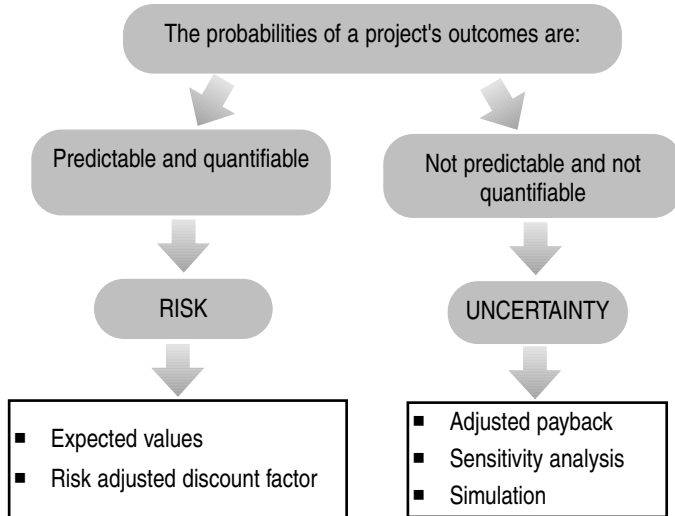 The probabilities of a project's outcomes are:
Predictable and quantifiable
Not predictable and not
quantifiable
RISK
UNCERTAINTY
■ Expected values
■ Risk adjusted discount factor
■ Adjusted payback
■ Sensitivity analysis
■ Simulation